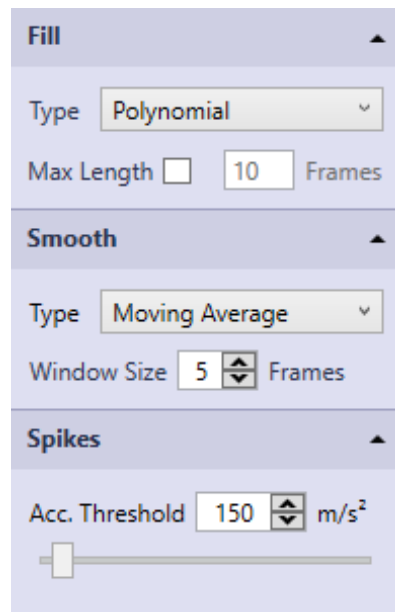 Fill
Type Polynomial
Max Length 10 Frames
Smooth
Type Moving Average
Window Size 5 Frames
Spikes
Acc. Threshold 150 m/s²